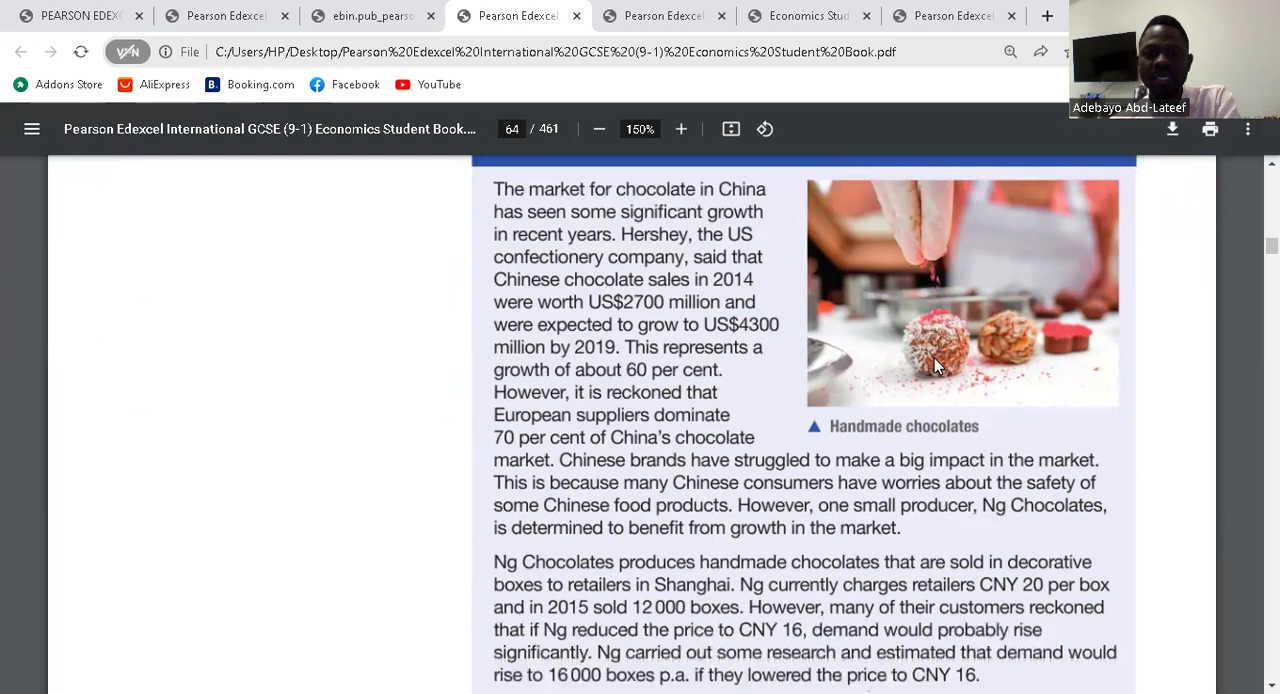 PEARSON EDEX
Pearson Edexcel
ebin.pub_pearso
Pearson Edexcel
Pearson Edexcel
Economics Stud
Pearson Edexcel
File
C:/Users/HP/Desktop/Pearson%20Edexcel%20International%20GCSE%20(9-1)%20Economics%20Student%20Book.pdf
Addons Store
AliExpress
B.
Booking.com
Facebook
YouTube
Adebayo Abd-Lateef
Pearson Edexcel International GCSE (9-1) Economics Student Book....
64 / 461
150%
The market for chocolate in China
has seen some significant growth
in recent years. Hershey, the US
confectionery company, said that
Chinese chocolate sales in 2014
were worth US$2700 million and
were expected to grow to US$4300
million by 2019. This represents a
growth of about 60 per cent.
However, it is reckoned that
European suppliers dominate
70 per cent of China's chocolate
market. Chinese brands have struggled to make a big impact in the market.
This is because many Chinese consumers have worries about the safety of
some Chinese food products. However, one small producer, Ng Chocolates,
is determined to benefit from growth in the market.
Handmade chocolates
Ng Chocolates produces handmade chocolates that are sold in decorative
boxes to retailers in Shanghai. Ng currently charges retailers CNY 20 per box
and in 2015 sold 12 000 boxes. However, many of their customers reckoned
that if Ng reduced the price to CNY 16, demand would probably rise
significantly. Ng carried out some research and estimated that demand would
rise to 16 000 boxes p.a. if they lowered the price to CNY 16.